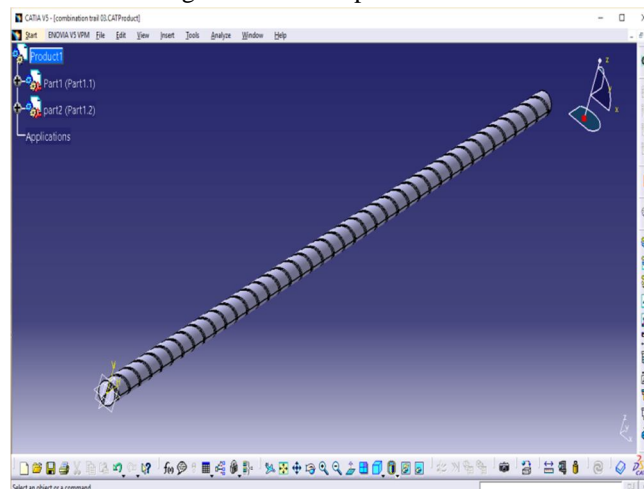 CATIA V5 - [combination trail 03.CATProduct]
Start ENOVIA V5 VPM File Edit View Insert Tools Analyze Window Help
Product1
Part1 (Part1.1)
part2 (Part1.2)
Applications
z
y
x
y
z
x
Select an object or a command